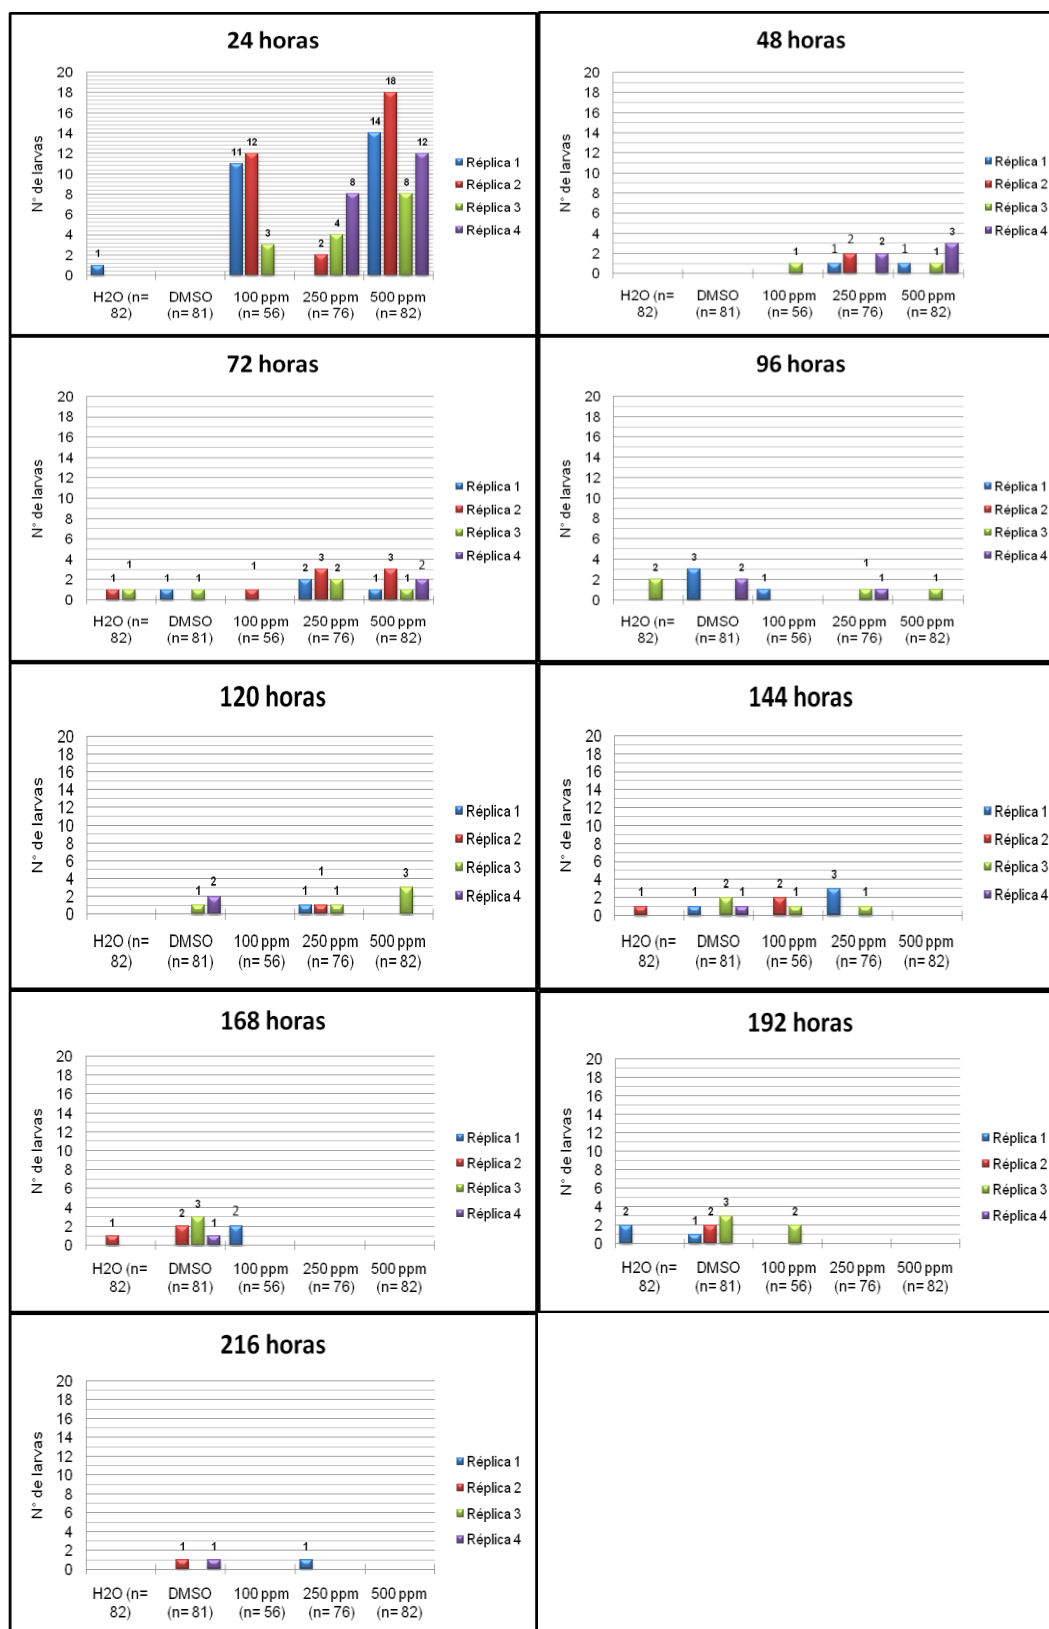 24 horas
N° de larvas
20
18
16
14
12
10
8
6
4
2
0
1
11
12
3
2
4
8
14
18
8
12
H2O (n= 82)
DMSO (n= 81)
100 ppm (n= 56)
250 ppm (n= 76)
500 ppm (n= 82)
Réplica 1
Réplica 2
Réplica 3
Réplica 4
48 horas
N° de larvas
20
18
16
14
12
10
8
6
4
2
0
1
1
2
2
1
1
3
H2O (n= 82)
DMSO (n= 81)
100 ppm (n= 56)
250 ppm (n= 76)
500 ppm (n= 82)
Réplica 1
Réplica 2
Réplica 3
Réplica 4
72 horas
N° de larvas
20
18
16
14
12
10
8
6
4
2
0
1
1
1
1
1
2
3
2
1
3
1
2
H2O (n= 82)
DMSO (n= 81)
100 ppm (n= 56)
250 ppm (n= 76)
500 ppm (n= 82)
Réplica 1
Réplica 2
Réplica 3
Réplica 4
96 horas
N° de larvas
20
18
16
14
12
10
8
6
4
2
0
2
3
2
1
1
1
1
H2O (n= 82)
DMSO (n= 81)
100 ppm (n= 56)
250 ppm (n= 76)
500 ppm (n= 82)
Réplica 1
Réplica 2
Réplica 3
Réplica 4
120 horas
N° de larvas
20
18
16
14
12
10
8
6
4
2
0
1
2
1
1
1
3
H2O (n= 82)
DMSO (n= 81)
100 ppm (n= 56)
250 ppm (n= 76)
500 ppm (n= 82)
Réplica 1
Réplica 2
Réplica 3
Réplica 4
144 horas
N° de larvas
20
18
16
14
12
10
8
6
4
2
0
1
1
2
1
2
1
3
1
H2O (n= 82)
DMSO (n= 81)
100 ppm (n= 56)
250 ppm (n= 76)
500 ppm (n= 82)
Réplica 1
Réplica 2
Réplica 3
Réplica 4
168 horas
N° de larvas
20
18
16
14
12
10
8
6
4
2
0
1
2
3
1
2
H2O (n= 82)
DMSO (n= 81)
100 ppm (n= 56)
250 ppm (n= 76)
500 ppm (n= 82)
Réplica 1
Réplica 2
Réplica 3
Réplica 4
192 horas
N° de larvas
20
18
16
14
12
10
8
6
4
2
0
2
1
2
3
2
H2O (n= 82)
DMSO (n= 81)
100 ppm (n= 56)
250 ppm (n= 76)
500 ppm (n= 82)
Réplica 1
Réplica 2
Réplica 3
Réplica 4
216 horas
N° de larvas
20
18
16
14
12
10
8
6
4
2
0
1
1
1
H2O (n= 82)
DMSO (n= 81)
100 ppm (n= 56)
250 ppm (n= 76)
500 ppm (n= 82)
Réplica 1
Réplica 2
Réplica 3
Réplica 4